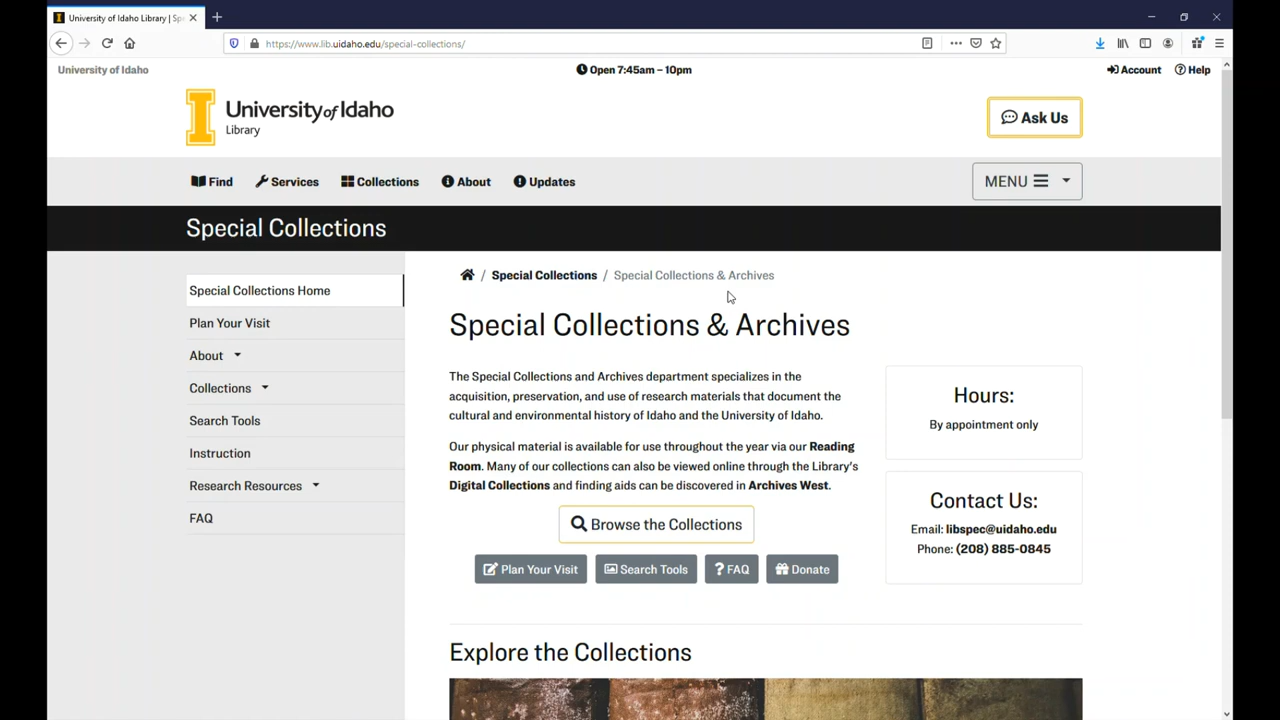 University of Idaho Library | Sp
https://www.lib.uidaho.edu/special-collections/
University of Idaho
Open 7:45am – 10pm
Account
Help
University of Idaho
Library
Ask Us
Find
Services
Collections
About
Updates
MENU
Special Collections
Special Collections Home
Plan Your Visit
About
Collections
Search Tools
Instruction
Research Resources
FAQ
/ Special Collections / Special Collections & Archives
Special Collections & Archives
The Special Collections and Archives department specializes in the
acquisition, preservation, and use of research materials that document the
cultural and environmental history of Idaho and the University of Idaho.
Our physical material is available for use throughout the year via our Reading
Room. Many of our collections can also be viewed online through the Library's
Digital Collections and finding aids can be discovered in Archives West.
Browse the Collections
Plan Your Visit
Search Tools
FAQ
Donate
Hours:
By appointment only
Contact Us:
Email: libspec@uidaho.edu
Phone: (208) 885-0845
Explore the Collections